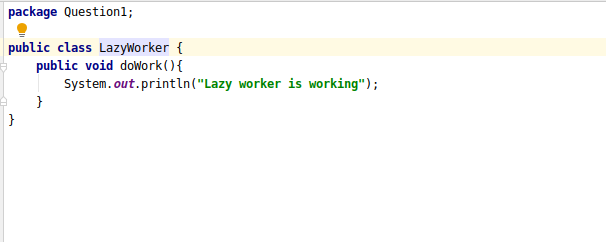 package Question1;
public class LazyWorker {
public void doWork(){
System.out.println("Lazy worker is working");
}
}